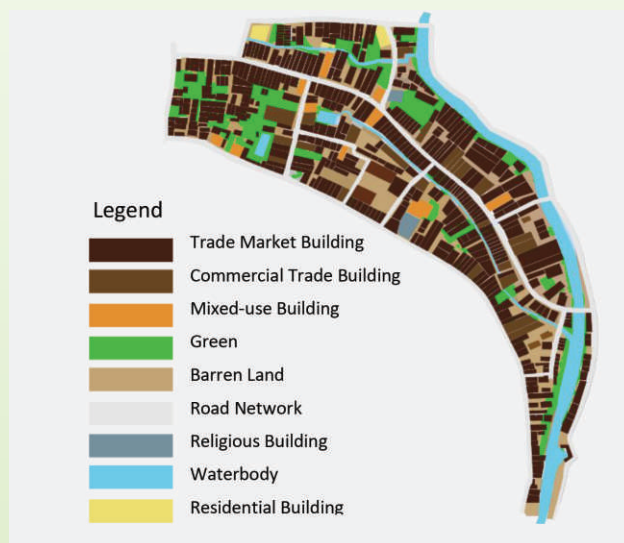 Legend
Trade Market Building
Commercial Trade Building
Mixed-use Building
Green
Barren Land
Road Network
Religious Building
Waterbody
Residential Building